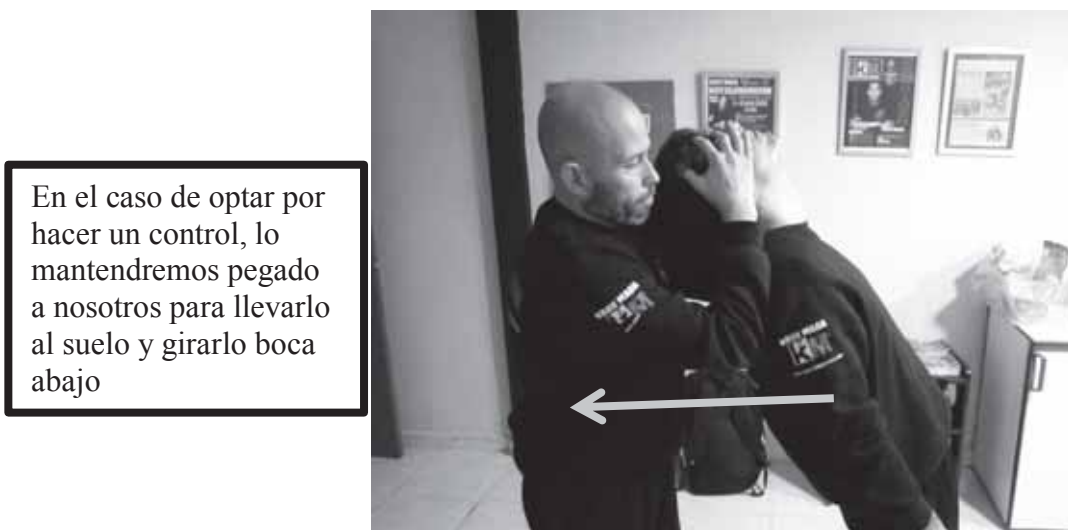 En el caso de optar por
hacer un control, lo
mantendremos pegado
a nosotros para llevarlo
al suelo y girarlo boca
abajo